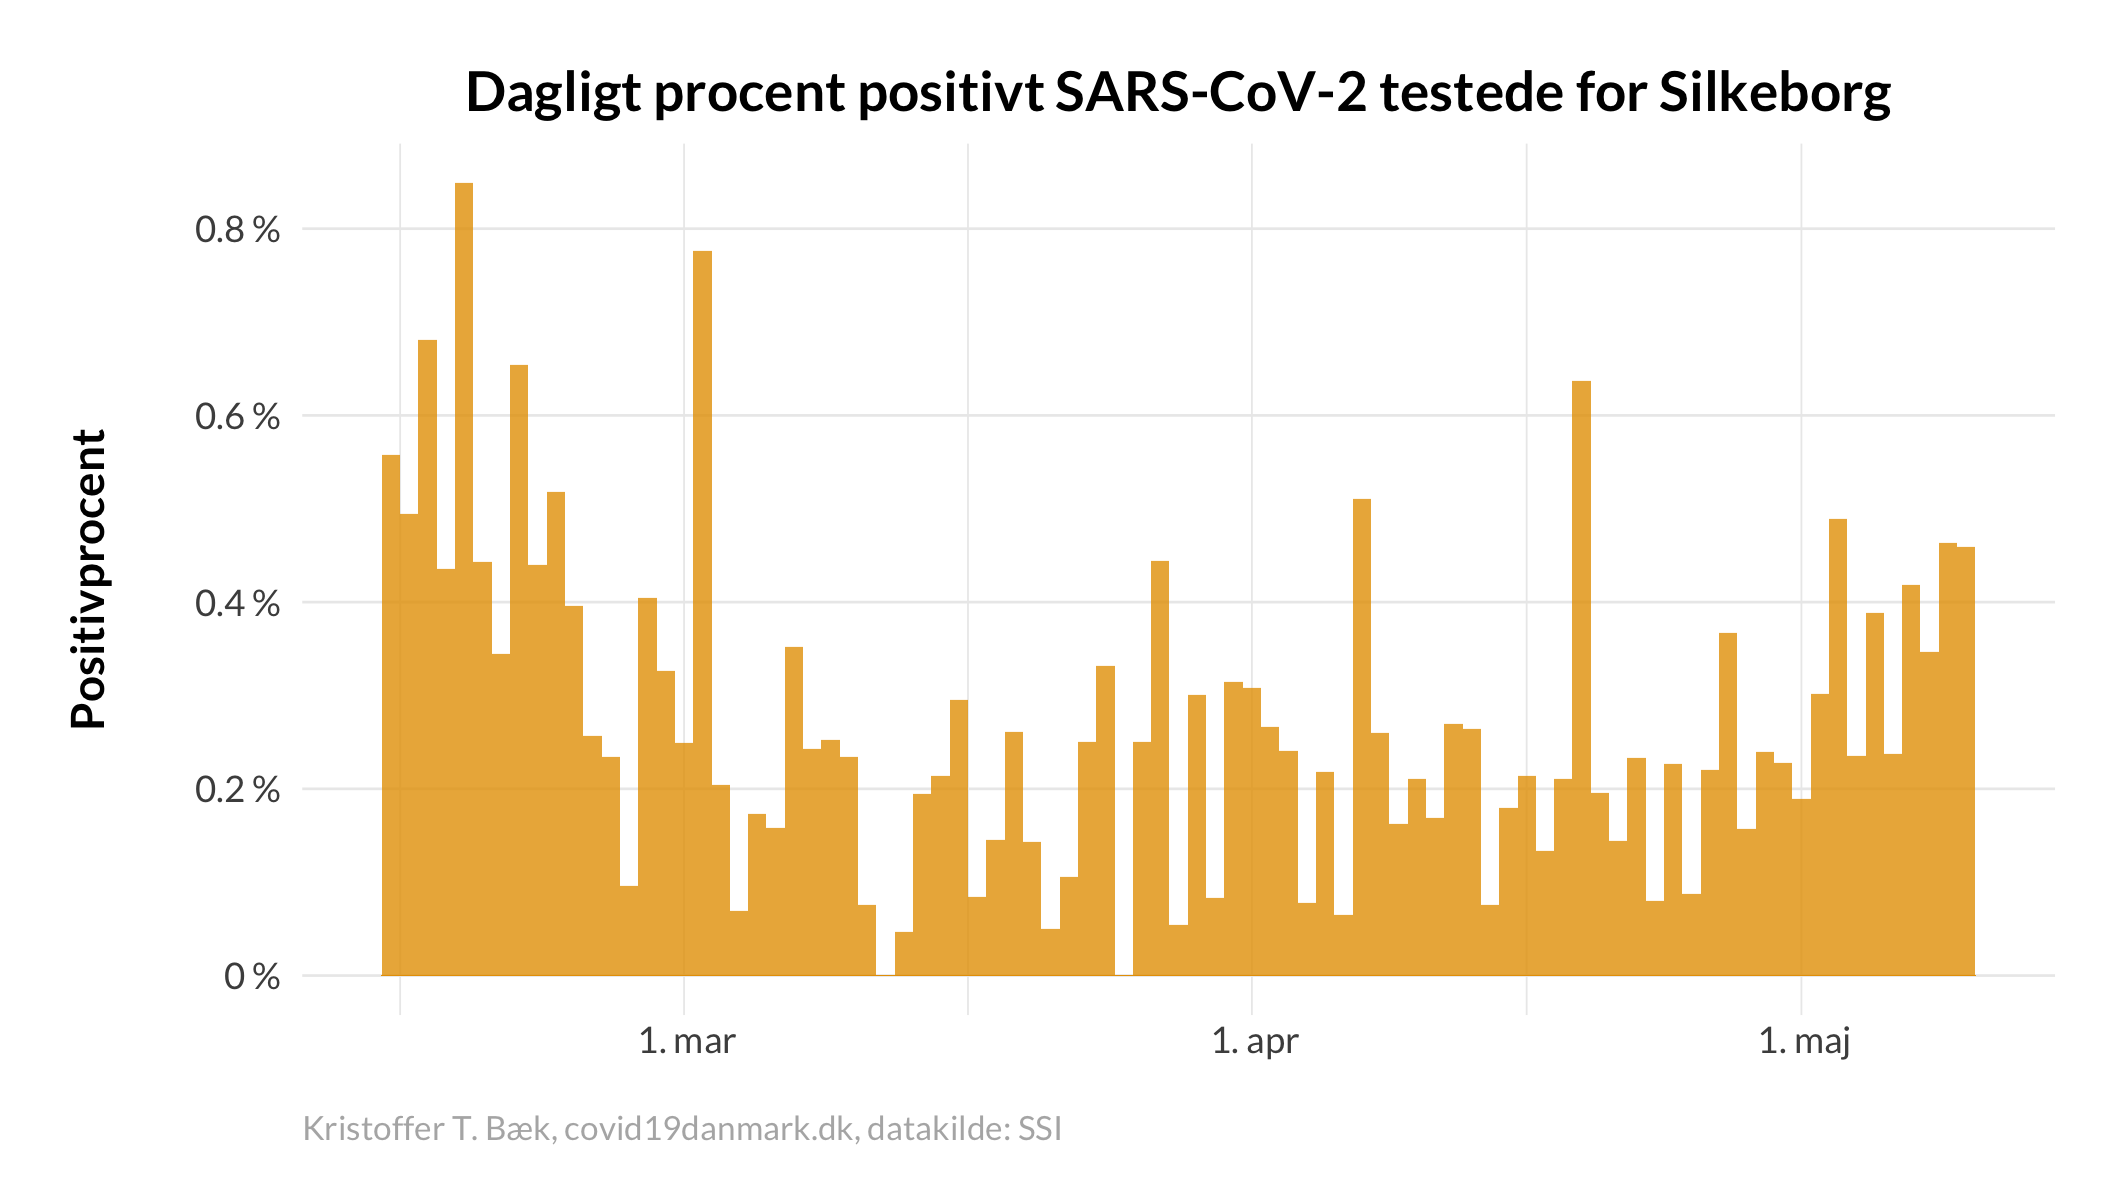 Dagligt procent positivt SARS-CoV-2 testede for Silkeborg
Positivprocent
0.8 %
0.6 %
0.4 %
0.2 %
0 %
1. mar
1. apr
1. maj
Kristoffer T. Bæk, covid19danmark.dk, datakilde: SSI